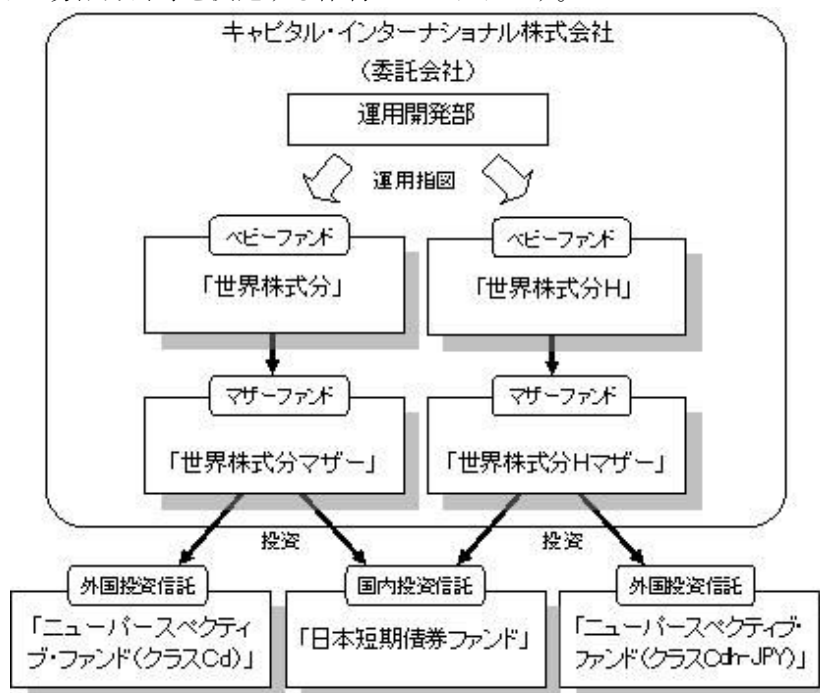 キャピタル・インターナショナル株式会社
(委託会社)
運用開発部
運用指図
ベビーファンド
ベビーファンド
「世界株式分」
「世界株式分H」
マザーファンド
マザーファンド
「世界株式分マザー」
「世界株式分Hマザー」
投資
投資
外国投資信託
国内投資信託
外国投資信託
「ニューパースペクティ
ブ・ファンド(クラスCd)」
「日本短期債券ファンド」
「ニューパースペクティブ・
ファンド(クラスCdh-JPY)」